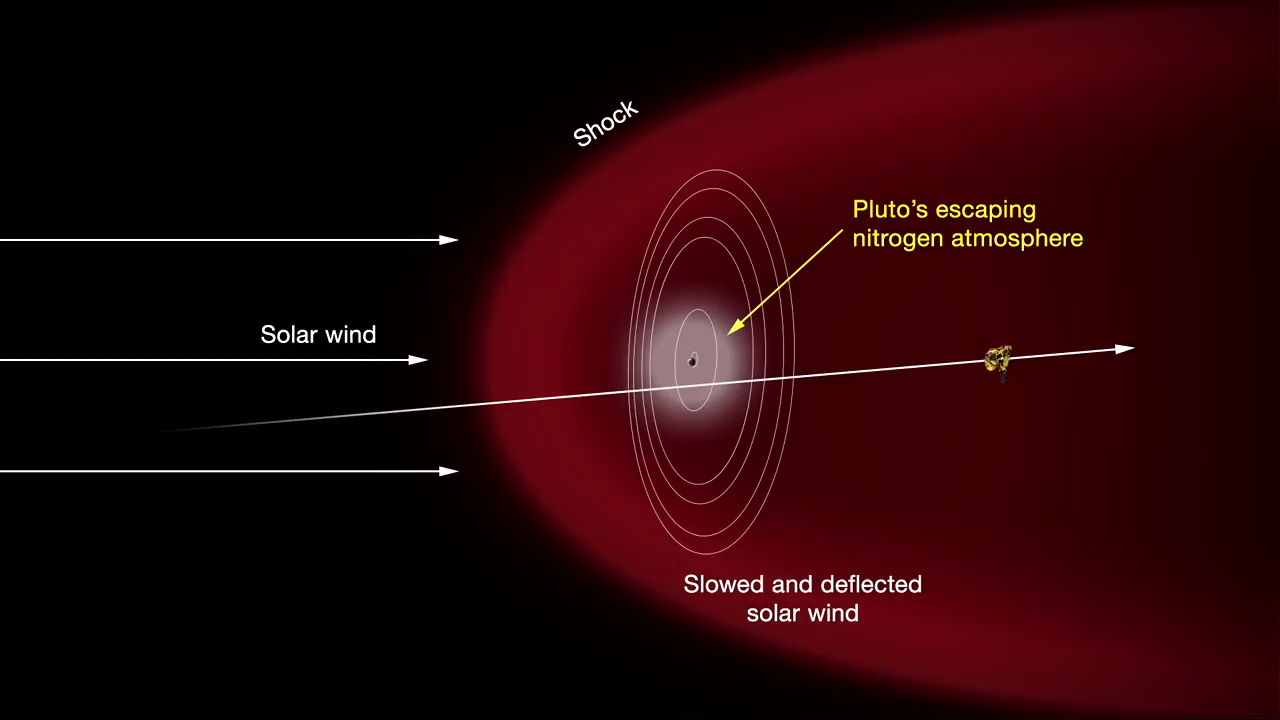 Shock
Pluto’s escaping
nitrogen atmosphere
Solar wind
Slowed and deflected
solar wind